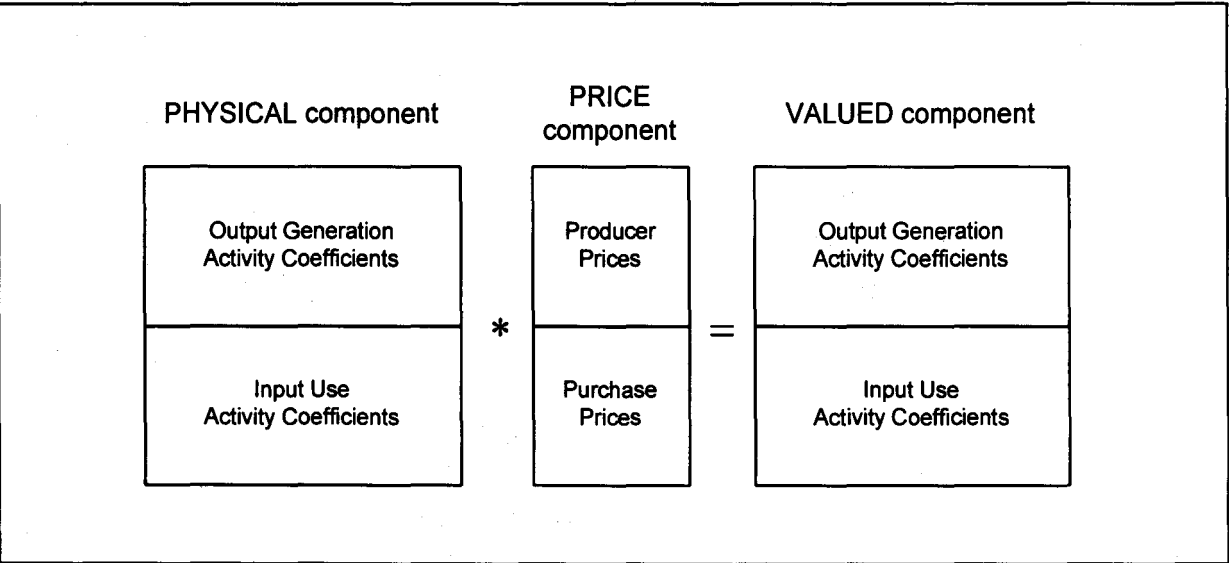 PHYSICAL component
PRICE
component
VALUED component
Output Generation
Activity Coefficients
Producer
Prices
Output Generation
Activity Coefficients
*
=
Input Use
Activity Coefficients
Purchase
Prices
Input Use
Activity Coefficients